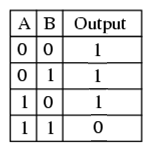 A B Output
0 0 1
0 1 1
1 0 1
1 1 0